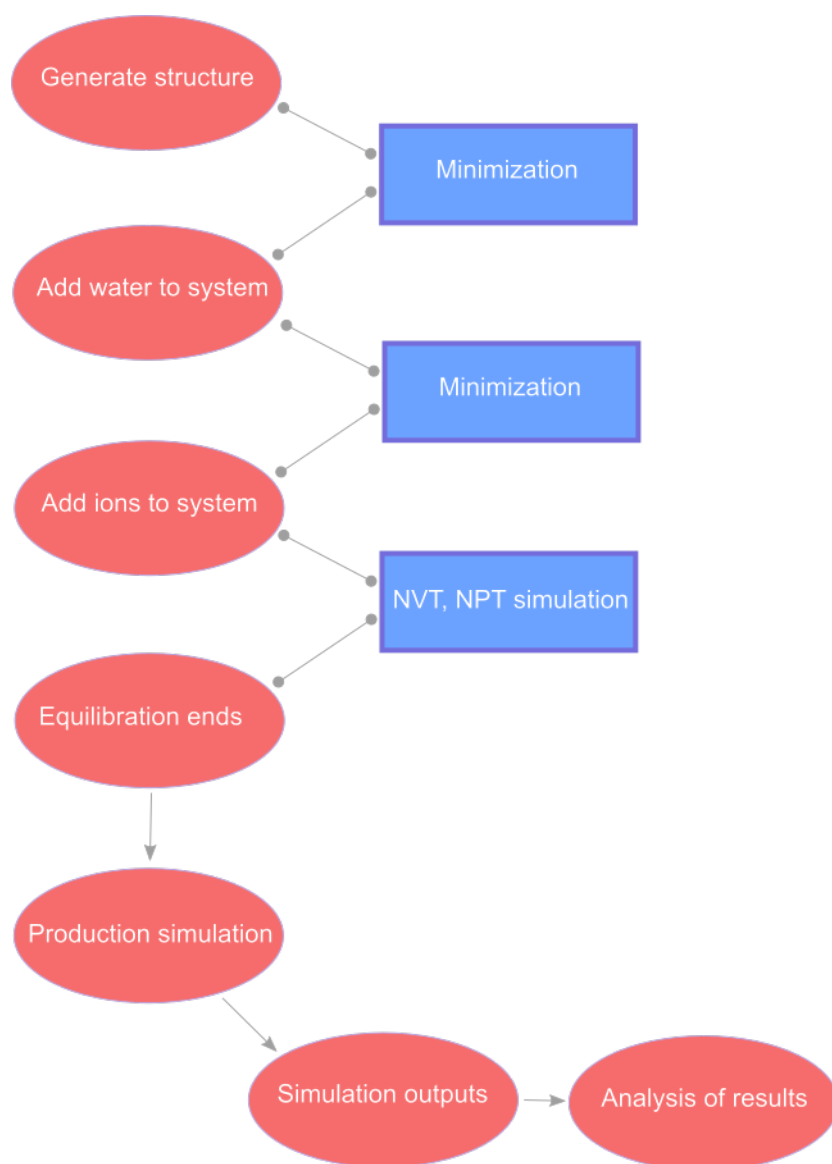 Generate structure
Minimization
Add water to system
Minimization
Add ions to system
NVT, NPT simulation
Equilibration ends
Production simulation
Simulation outputs
Analysis of results